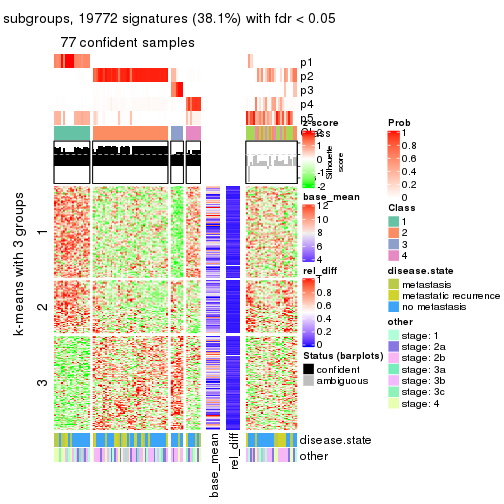 subgroups, 19772 signatures (38.1%) with fdr < 0.05
77 confident samples
p1
p2
p3
p4
p5
Class
Silhouette
score
k-means with 3 groups
1
2
3
base_mean
rel_diff
disease.state
other
z-score
2
1
0
-1
-2
base_mean
12
10
8
6
4
rel_diff
1
0.8
0.6
0.4
0.2
0
Status (barplots)
confident
ambiguous
Prob
1
0.8
0.6
0.4
0.2
0
Class
1
2
3
4
disease.state
metastasis
metastatic recurrence
no metastasis
other
stage: 1
stage: 2a
stage: 2b
stage: 3a
stage: 3b
stage: 3c
stage: 4